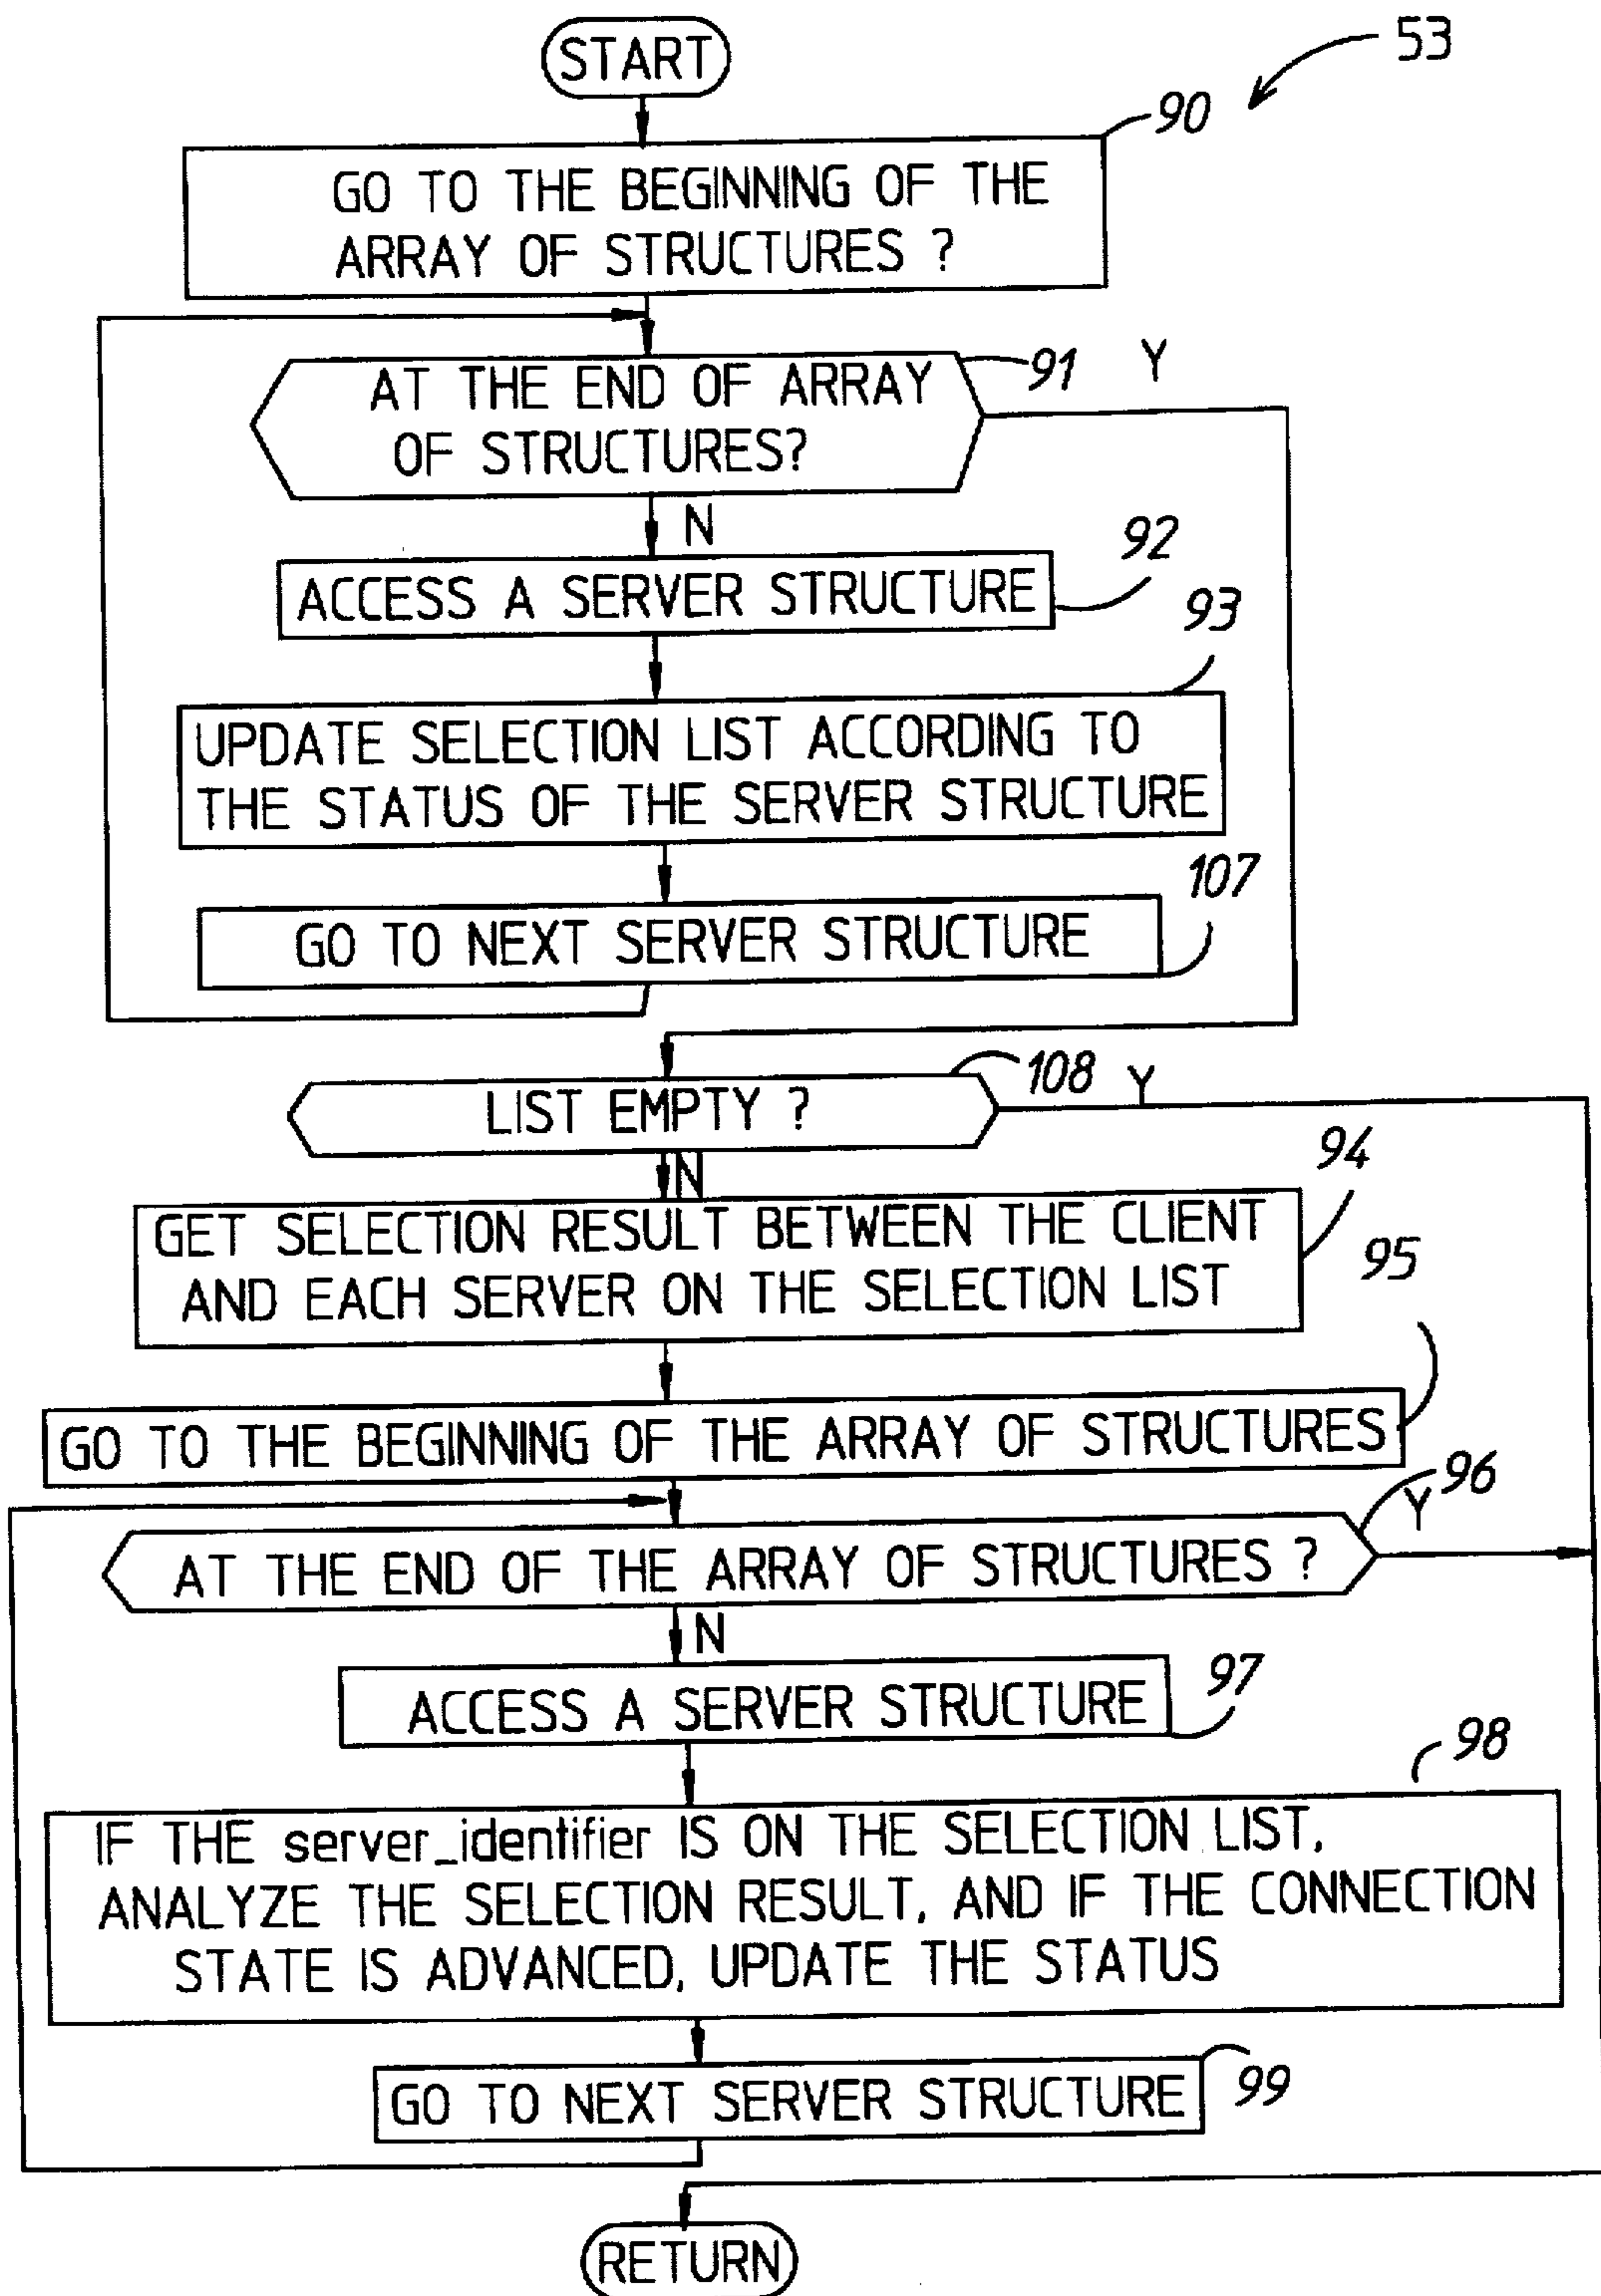 START
53
90
GO TO THE BEGINNING OF THE
ARRAY OF STRUCTURES ?
91
Y
AT THE END OF ARRAY
OF STRUCTURES?
N
92
ACCESS A SERVER STRUCTURE
93
UPDATE SELECTION LIST ACCORDING TO
THE STATUS OF THE SERVER STRUCTURE
107
GO TO NEXT SERVER STRUCTURE
108
Y
LIST EMPTY ?
N
94
GET SELECTION RESULT BETWEEN THE CLIENT
AND EACH SERVER ON THE SELECTION LIST
95
GO TO THE BEGINNING OF THE ARRAY OF STRUCTURES
96
Y
AT THE END OF THE ARRAY OF STRUCTURES ?
N
97
ACCESS A SERVER STRUCTURE
98
IF THE server_identifier IS ON THE SELECTION LIST,
ANALYZE THE SELECTION RESULT, AND IF THE CONNECTION
STATE IS ADVANCED, UPDATE THE STATUS
99
GO TO NEXT SERVER STRUCTURE
RETURN